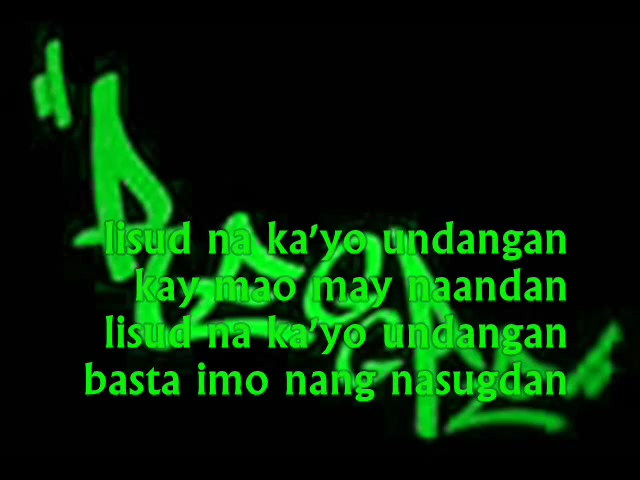 lisud na ka'yo undangan
kay mao may naandan
lisud na ka'yo undangan
basta imo nang nasugdan